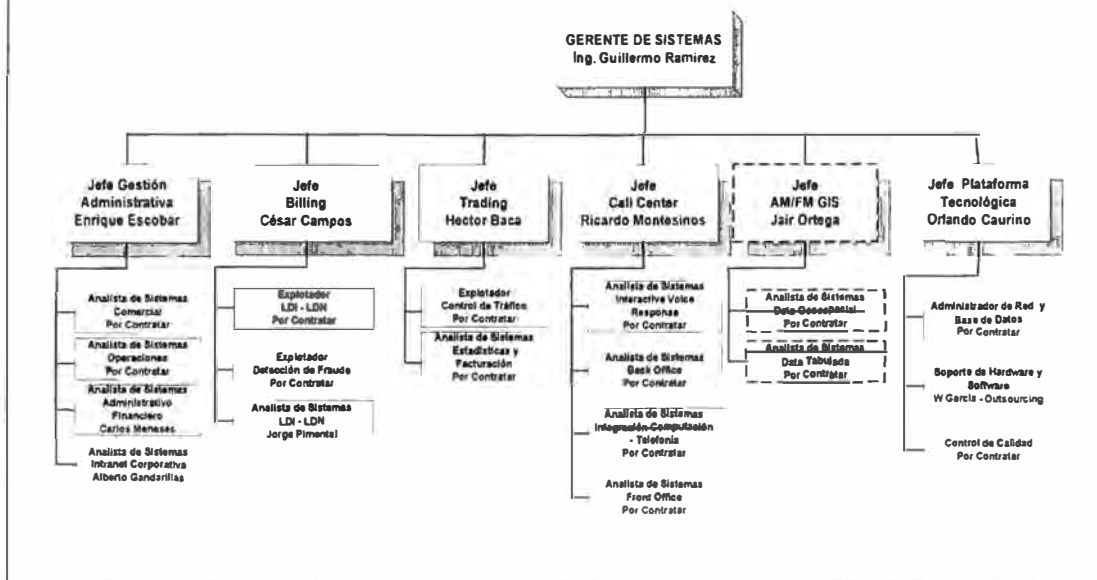 GERENTE DE SISTEMAS
Ing. Guillermo Ramirez
Jefe Gestión
Administrativa
Enrique Escobar
Analista de Sistemas
Comercial
Por Contratar
Analista de Sistemas
Operaciones
Por Contratar
Analista de Sistemas
Administrativo
Financiero
Carlos Meneses
Analista de Sistemas
Intranet Corporativa
Alberto Gandarillas
Jefe
Billing
César Campos
Explotador
LDI - LDN
Por Contratar
Explotador
Detección de Fraude
Por Contratar
Analista de Sistemas
LDI - LDN
Jorge Pimentel
Jefe
Trading
Hector Baca
Explotador
Control de Tráfico
Por Contratar
Analista de Sistemas
Estadísticas y
Facturación
Por Contratar
Jefe
Call Center
Ricardo Montesinos
Analista de Sistemas
Interactive Voice
Response
Por Contratar
Analista de Sistemas
Back Office
Por Contratar
Analista de Sistemas
Integración Computación
- Telefonía
Por Contratar
Analista de Sistemas
Front Office
Por Contratar
Jefe
AM/FM GIS
Jair Ortega
Analista de Sistemas
Data Geoespacial
Por Contratar
Analista de Sistemas
Data Tabulada
Por Contratar
Jefe Plataforma
Tecnológica
Orlando Caurino
Administrador de Red y
Base de Datos
Por Contratar
Soporte de Hardware y
Software
W Garcia - Outsourcing
Control de Calidad
Por Contratar